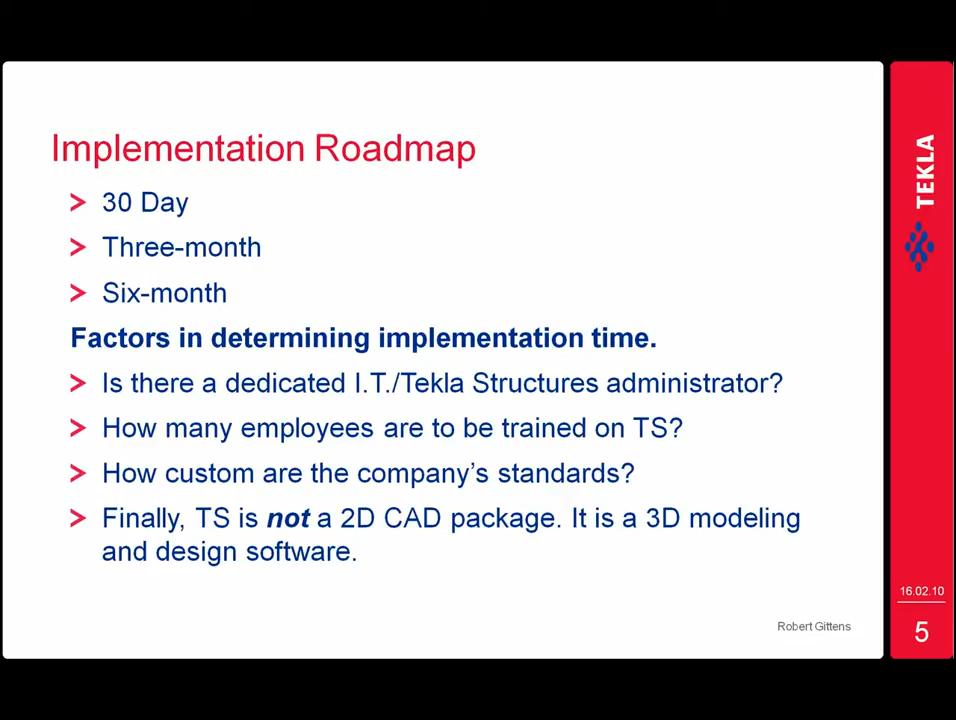 Implementation Roadmap
> 30 Day
> Three-month
> Six-month
Factors in determining implementation time.
> Is there a dedicated I.T./Tekla Structures administrator?
> How many employees are to be trained on TS?
> How custom are the company's standards?
> Finally, TS is not a 2D CAD package. It is a 3D modeling
and design software.
Robert Gittens
TEKLA
16.02.10
5